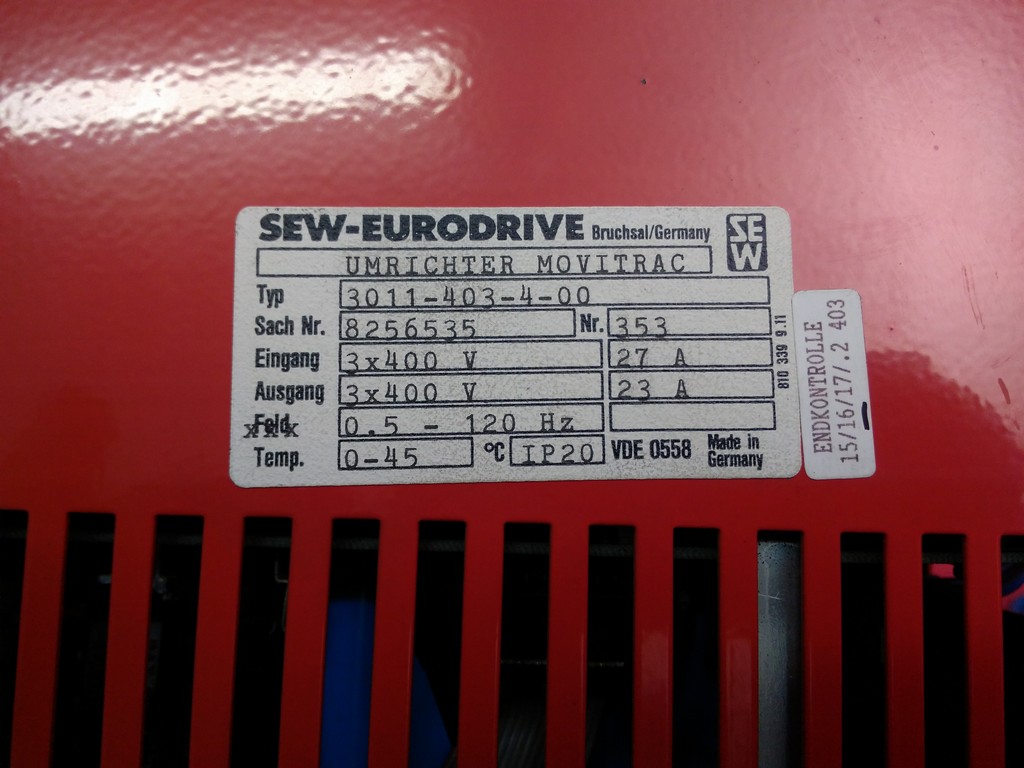 SEW-EURODRIVE Bruchsal/Germany
SE
W
UMRICHTER MOVITRAC
Typ 3011-403-4-00
Sach Nr. 8256535 Nr. 353
Eingang 3x400 V 27 A
Ausgang 3x400 V 23 A
Feld xxx 0.5 - 120 Hz
Temp. 0-45 °C IP20 VDE 0558 Made in
Germany
810 339 9.11
ENDKONTROLLE
15/16/17/.2 403